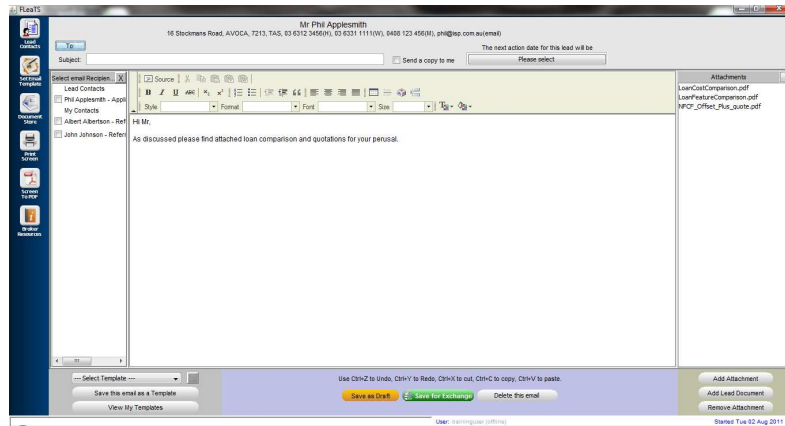 FLeaTS
Mr Phil Applesmith
16 Stockmans Road, AVOCA, 7213, TAS, 03 6312 3456(H), 03 6331 1111(W), 0408 123 456(M), phil@isp.com.au(email)
To
The next action date for this lead will be
Subject:
Send a copy to me
Please select
Lead Contacts
Set Email Template
Document Store
Print Screen
Screen To PDF
Broker Resources
Select email Recipien... X
Lead Contacts
Phil Applesmith - Appli
My Contacts
Albert Albertson - Ref
John Johnson - Referr
Source
B I U ABC x₂ x²
Style Format Font Size
Hi Mr,
As discussed please find attached loan comparison and quotations for your perusal.
Attachments
LoanCostComparison.pdf
LoanFeatureComparison.pdf
NFCF_Offset_Plus_quote.pdf
--- Select Template ---
Save this email as a Template
View My Templates
Use Ctrl+Z to Undo, Ctrl+Y to Redo, Ctrl+X to cut, Ctrl+C to copy, Ctrl+V to paste.
Save as Draft
Save for Exchange
Delete this email
Add Attachment
Add Lead Document
Remove Attachment
User: traininguser (offline)
Started Tue 02 Aug 2011